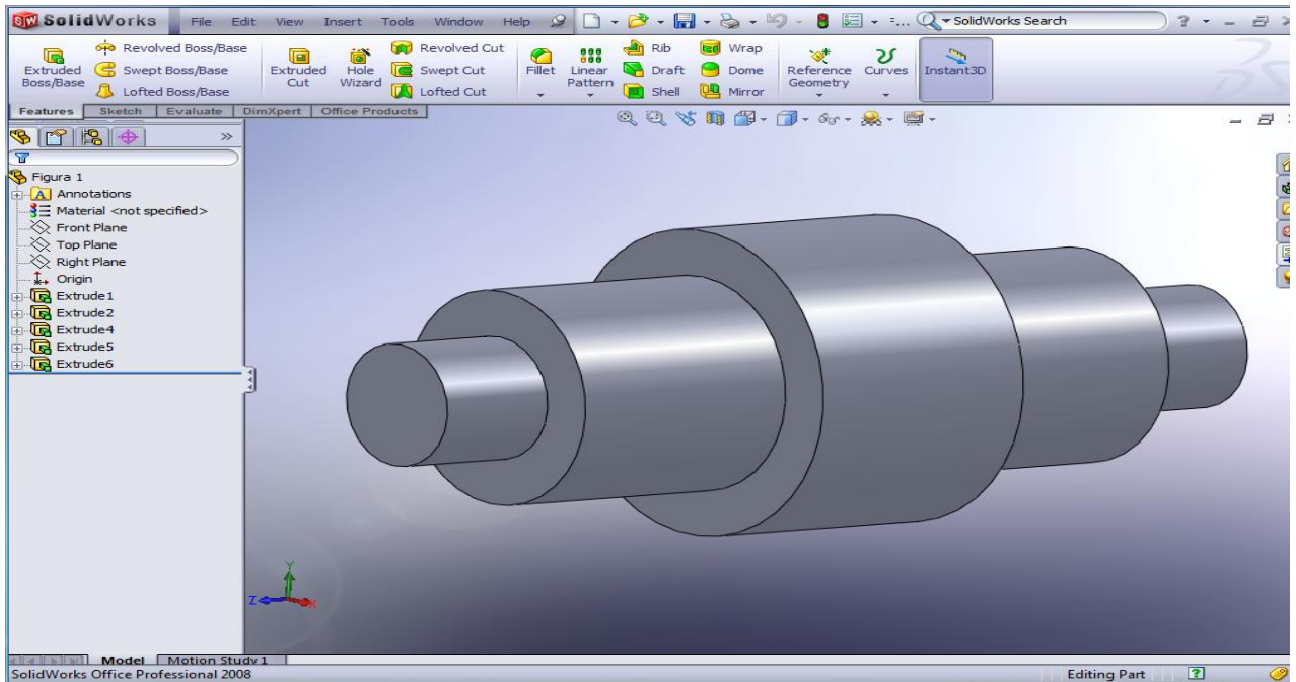 SolidWorks File Edit View Insert Tools Window Help SolidWorks Search
Extruded Boss/Base
Revolved Boss/Base
Swept Boss/Base
Lofted Boss/Base
Extruded Cut
Hole Wizard
Revolved Cut
Swept Cut
Lofted Cut
Fillet
Linear Pattern
Rib
Draft
Shell
Wrap
Dome
Mirror
Reference Geometry
Curves
Instant3D
Features Sketch Evaluate DimXpert Office Products
Figura 1
Annotations
Material <not specified>
Front Plane
Top Plane
Right Plane
Origin
Extrude1
Extrude2
Extrude4
Extrude5
Extrude6
Y
Z X
Model Motion Study 1
SolidWorks Office Professional 2008 Editing Part